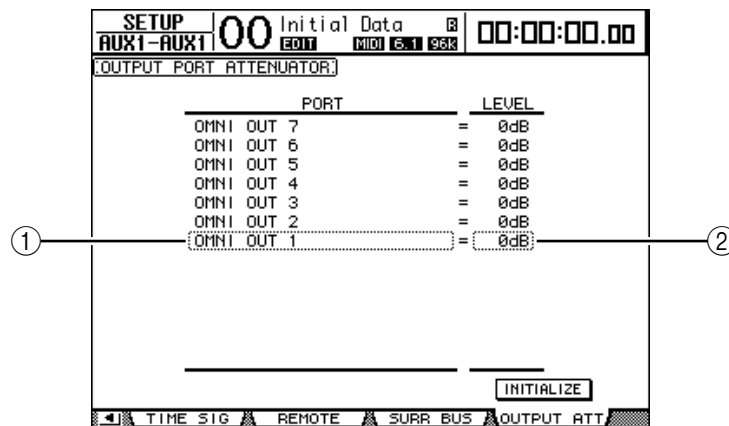 SETUP
AUX1-AUX1
00
Initial Data R
EDIT MIDI 6.1 96k
00:00:00.00
OUTPUT PORT ATTENUATOR
PORT LEVEL
OMNI OUT 7 = 0dB
OMNI OUT 6 = 0dB
OMNI OUT 5 = 0dB
OMNI OUT 4 = 0dB
OMNI OUT 3 = 0dB
OMNI OUT 2 = 0dB
1 OMNI OUT 1 = 0dB 2
INITIALIZE
TIME SIG REMOTE SURR BUS OUTPUT ATT